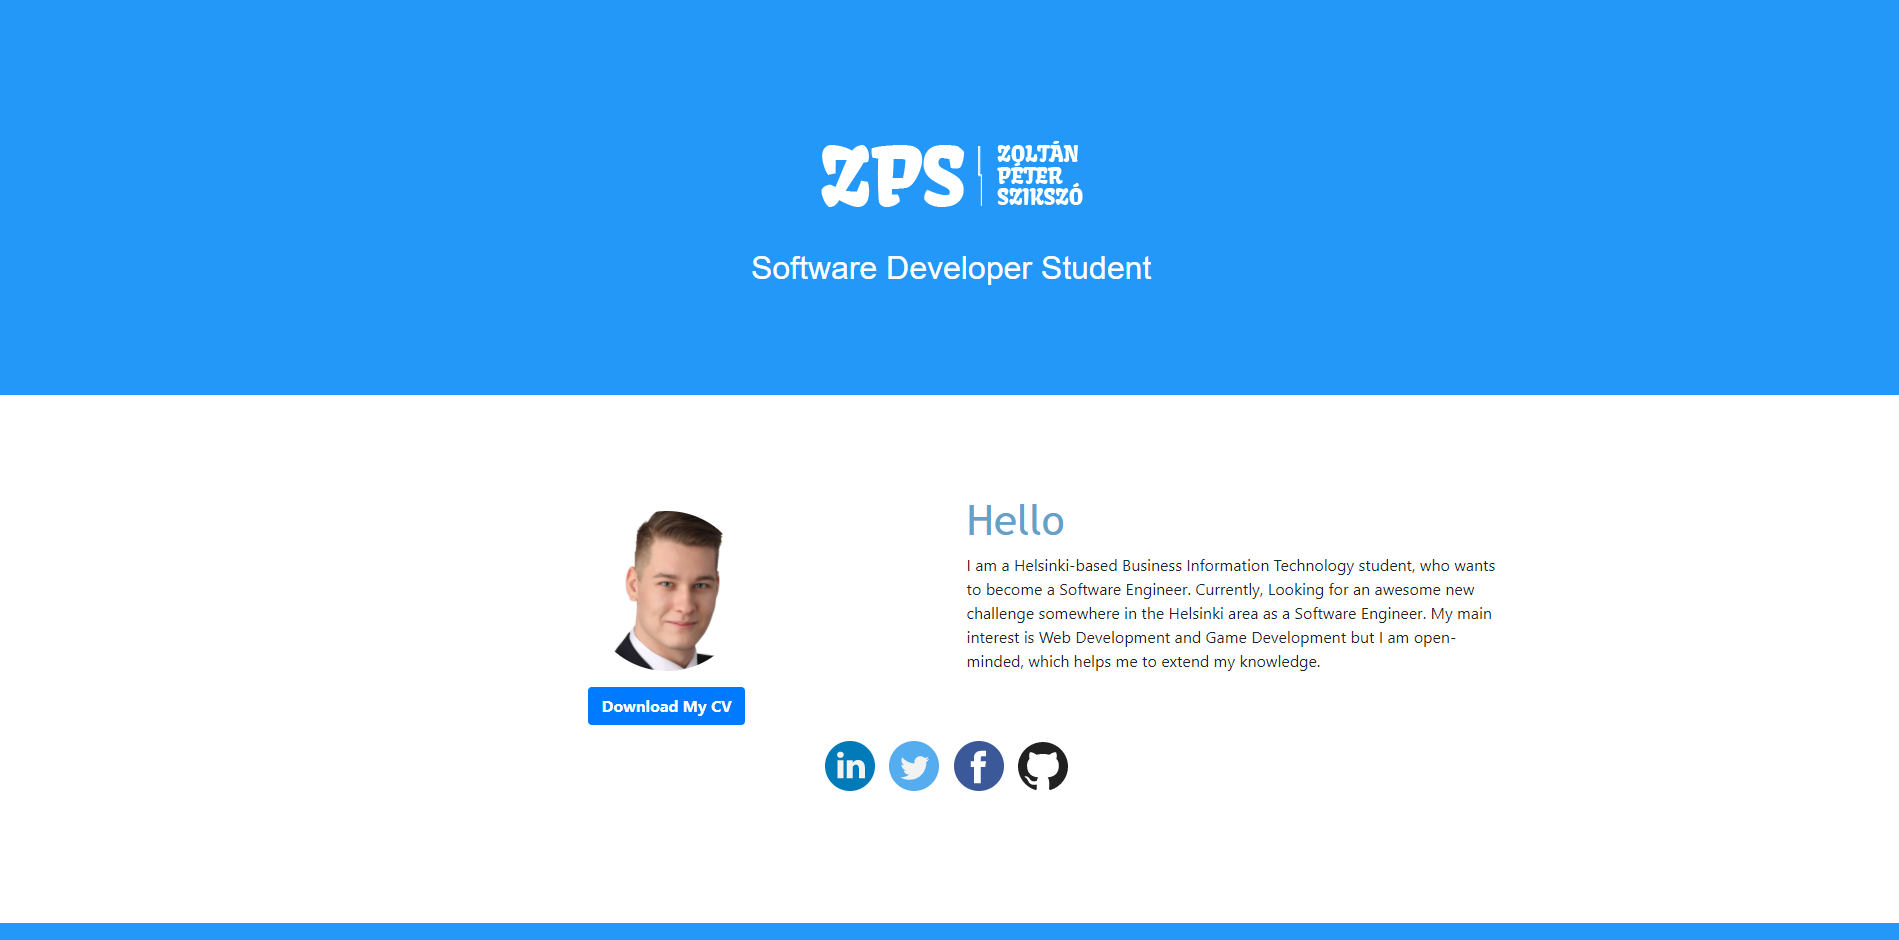 ZPS
ZOLTÁN
PÉTER
SZIKSZÓ
Software Developer Student
Hello
I am a Helsinki-based Business Information Technology student, who wants
to become a Software Engineer. Currently, Looking for an awesome new
challenge somewhere in the Helsinki area as a Software Engineer. My main
interest is Web Development and Game Development but I am open-
minded, which helps me to extend my knowledge.
Download My CV
in
f